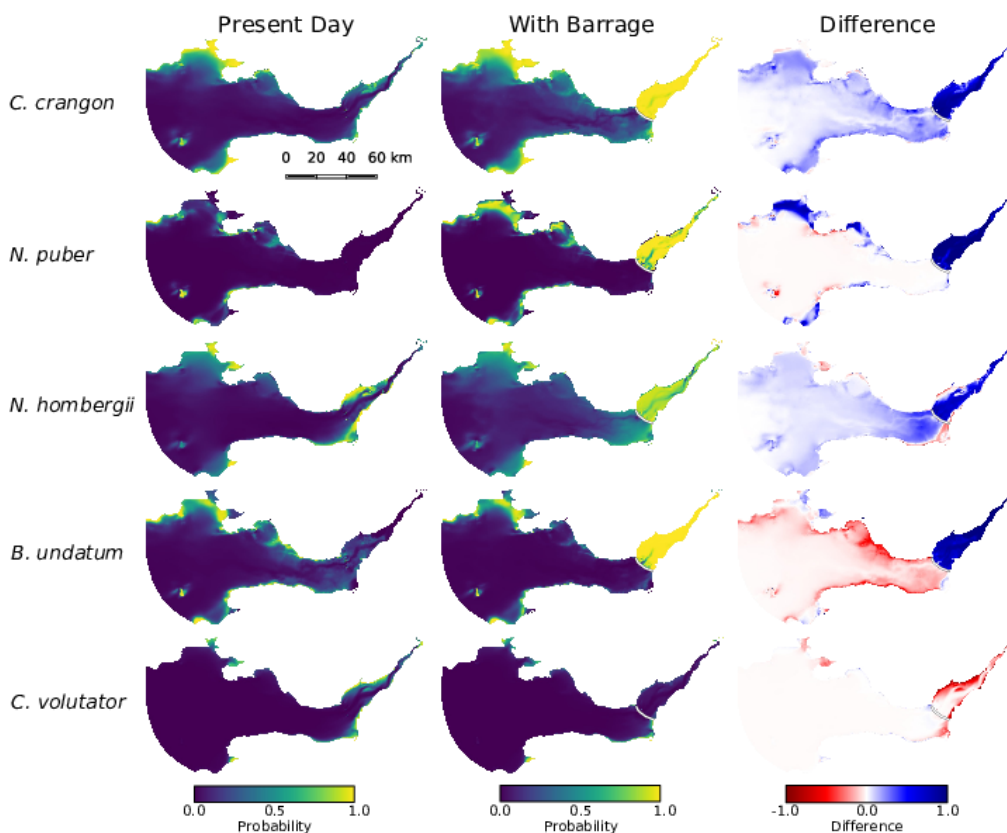 Present Day With Barrage Difference
C. crangon
0 20 40 60 km
N. puber
N. hombergii
B. undatum
C. volutator
0.0 0.5 1.0 0.0 0.5 1.0 -1.0 0.0 1.0
Probability Probability Difference